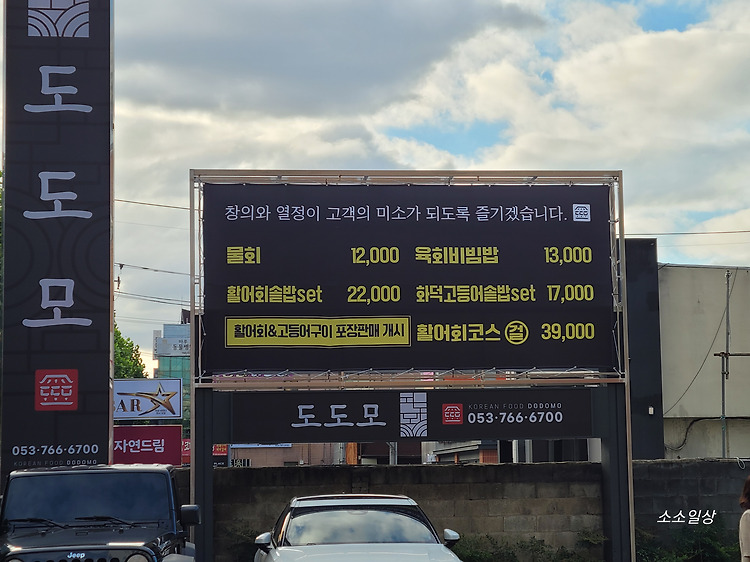 도
도
모
053·766·6700
KOREAN FOOD DODOMO
창의와 열정이 고객의 미소가 되도록 즐기겠습니다.
물회 12,000 육회비빔밥 13,000
활어회솥밥set 22,000 화덕고등어솥밥set 17,000
활어회&고등어구이 포장판매 개시 활어회코스 걸 39,000
도도모
KOREAN FOOD DODOMO
053·766·6700
자연드림
Jeep
소소일상